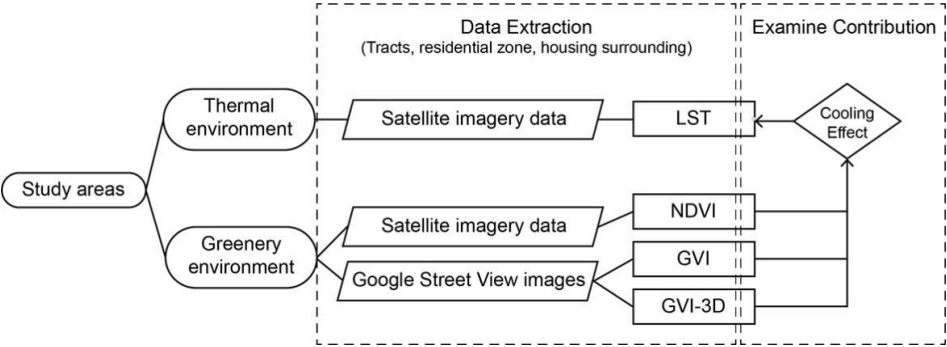 Data Extraction
(Tracts, residential zone, housing surrounding)
Examine Contribution
Thermal
environment
Satellite imagery data
LST
Cooling
Effect
Study areas
Greenery
environment
Satellite imagery data
NDVI
Google Street View images
GVI
GVI-3D